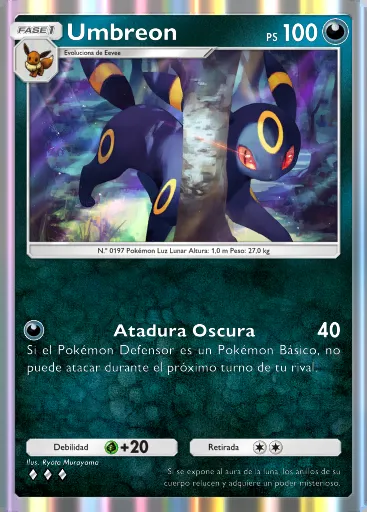 FASE 1
Umbreon
PS 100
Evoluciona de Eevee
N.º 0197 Pokémon Luz Lunar Altura: 1,0 m Peso: 27,0 kg
Atadura Oscura 40
Si el Pokémon Defensor es un Pokémon Básico, no
puede atacar durante el próximo turno de tu rival.
Debilidad +20 Retirada
Ilus. Ryota Murayama
Si se expone al aura de la luna, los anillos de su
cuerpo relucen y adquiere un poder misterioso.